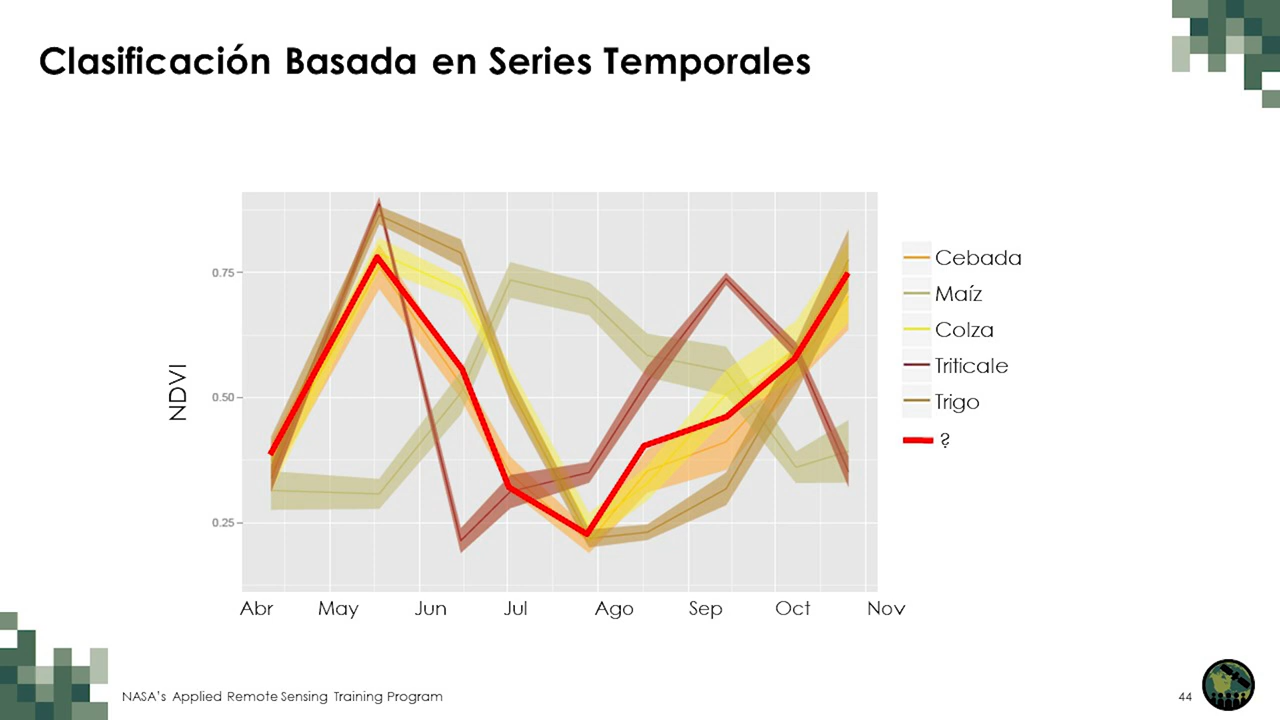 Clasificación Basada en Series Temporales
NDVI
0.75
0.50
0.25
Abr May Jun Jul Ago Sep Oct Nov
Cebada
Maíz
Colza
Triticale
Trigo
?
NASA's Applied Remote Sensing Training Program
44